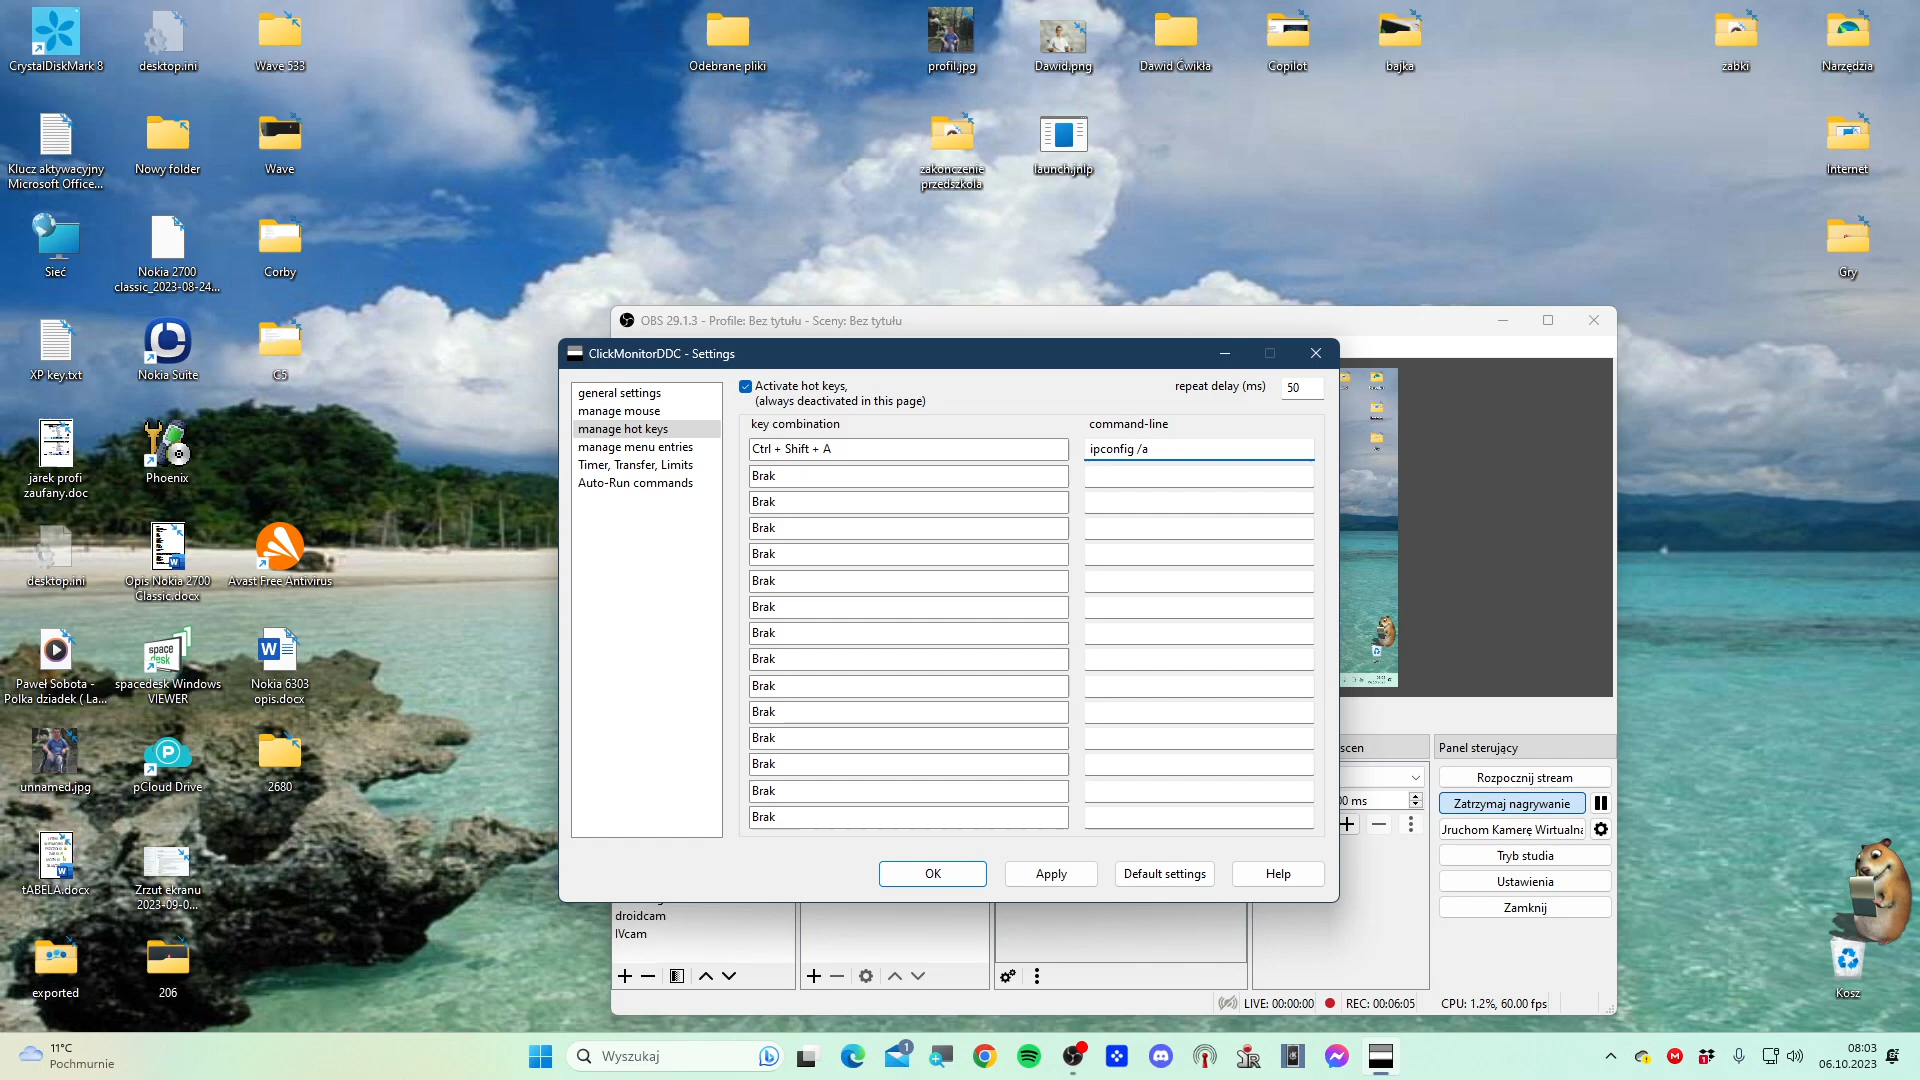 CrystalDiskMark 8
desktop.ini
Wave 533
Odebrane pliki
profil.jpg
Dawid.png
Dawid Ćwikła
Copilot
bajka
żabki
Narzędzia
Klucz aktywacyjny
Microsoft Office...
Nowy folder
Wave
zakończenie
przedszkola
launch.jnlp
Internet
Sieć
Nokia 2700
classic_2023-08-24...
Corby
Gry
XP key.txt
Nokia Suite
C5
jarek profi
zaufany.doc
Phoenix
desktop.ini
Opis Nokia 2700
Classic.docx
Avast Free Antivirus
Paweł Sobota -
Polka dziadek ( La...
spacedesk Windows
VIEWER
Nokia 6303
opis.docx
unnamed.jpg
pCloud Drive
2680
tABELA.docx
Zrzut ekranu
2023-09-0...
exported
206
Kosz
OBS 29.1.3 - Profile: Bez tytułu - Sceny: Bez tytułu
ClickMonitorDDC - Settings
general settings
manage mouse
manage hot keys
manage menu entries
Timer, Transfer, Limits
Auto-Run commands
Activate hot keys,
(always deactivated in this page)
repeat delay (ms)
50
key combination
command-line
Ctrl + Shift + A
ipconfig /a
Brak
Brak
Brak
Brak
Brak
Brak
Brak
Brak
Brak
Brak
Brak
Brak
Brak
Brak
OK
Apply
Default settings
Help
scen
Panel sterujący
Rozpocznij stream
Zatrzymaj nagrywanie
Uruchom Kamerę Wirtualną
Tryb studia
Ustawienia
Zamknij
0 ms
droidcam
IVcam
LIVE: 00:00:00
REC: 00:06:05
CPU: 1.2%, 60.00 fps
11°C
Pochmurnie
Wyszukaj
1
08:03
06.10.2023